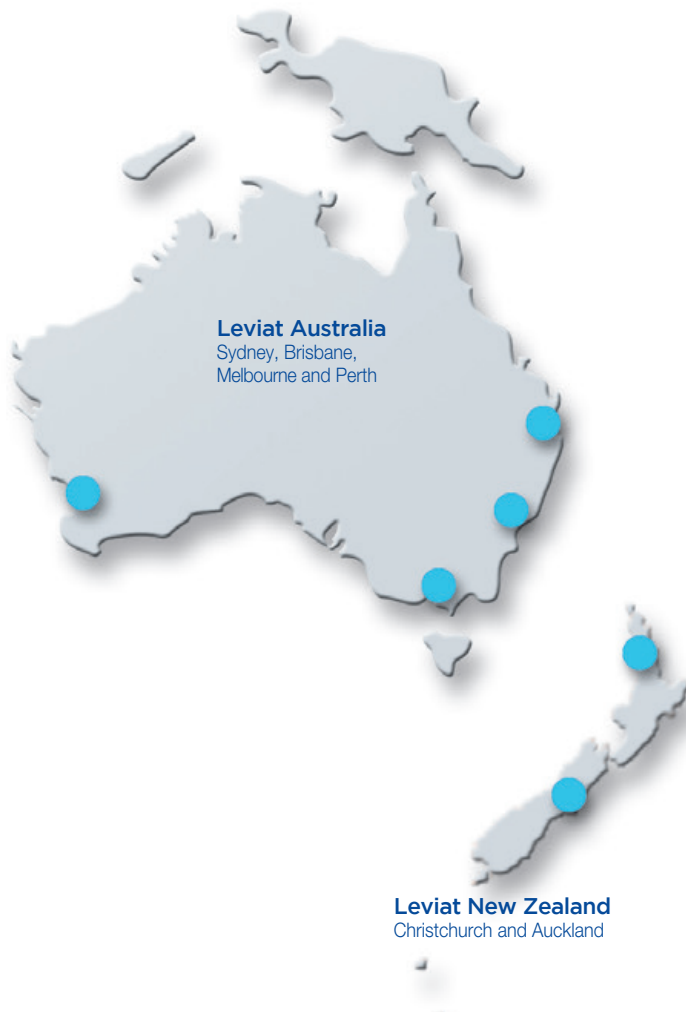 Leviat Australia
Sydney, Brisbane,
Melbourne and Perth
Leviat New Zealand
Christchurch and Auckland